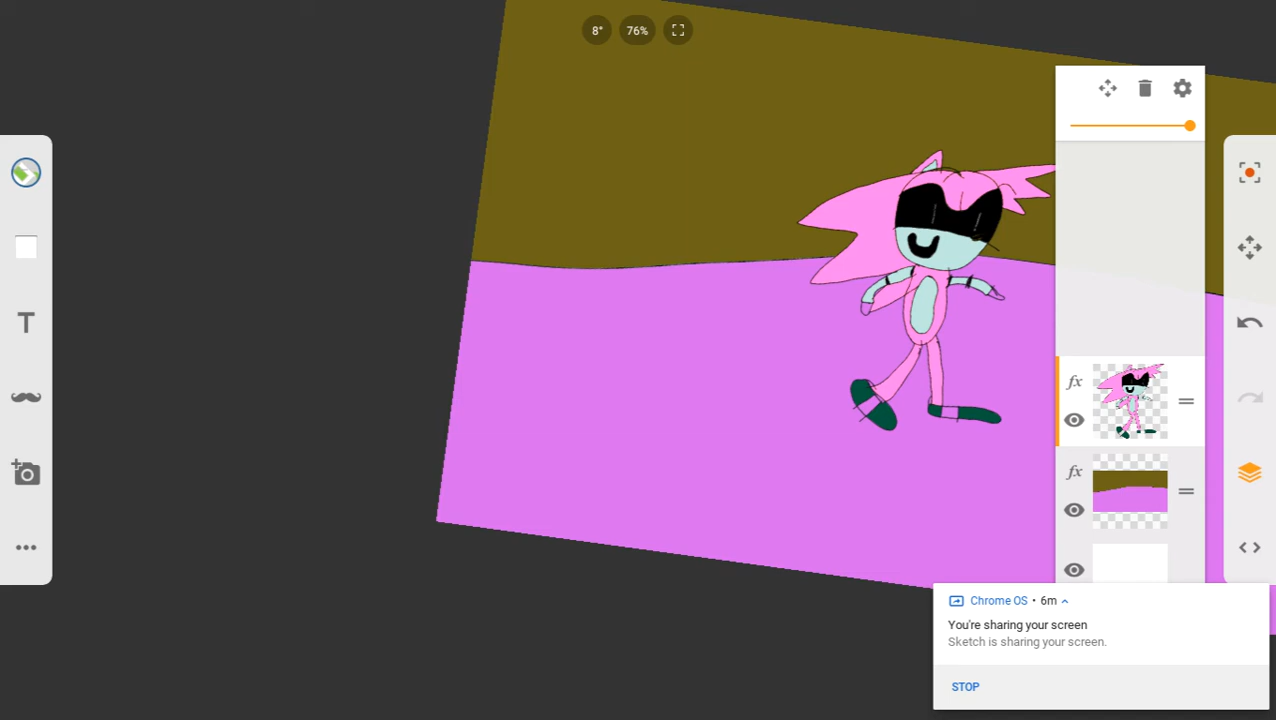 8° 76%
T
fx
fx
Chrome OS • 6m
You're sharing your screen
Sketch is sharing your screen.
STOP